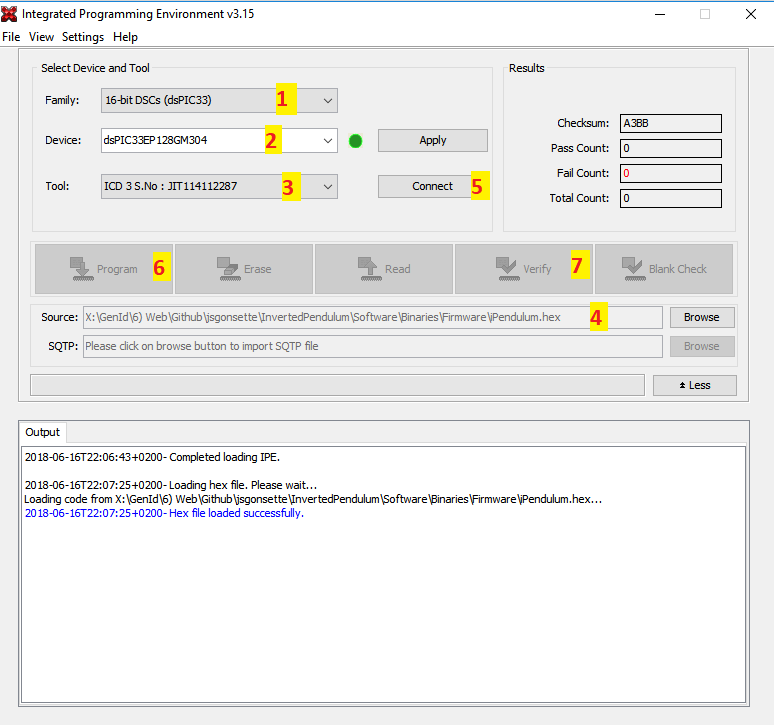 Integrated Programming Environment v3.15
File View Settings Help
Select Device and Tool
Family: 16-bit DSCs (dsPIC33) 1
Device: dsPIC33EP128GM304 2 Apply
Tool: ICD 3 S.No : JIT114112287 3 Connect 5
Results
Checksum: A3BB
Pass Count: 0
Fail Count: 0
Total Count: 0
Program 6 Erase Read Verify 7 Blank Check
Source: X:\GenId\6) Web\Github\jsgonsette\InvertedPendulum\Software\Binaries\Firmware\iPendulum.hex 4 Browse
SQTP: Please click on browse button to import SQTP file Browse
Less
Output
2018-06-16T22:06:43+0200- Completed loading IPE.
2018-06-16T22:07:25+0200- Loading hex file. Please wait...
Loading code from X:\GenId\6) Web\Github\jsgonsette\InvertedPendulum\Software\Binaries\Firmware\iPendulum.hex...
2018-06-16T22:07:25+0200- Hex file loaded successfully.